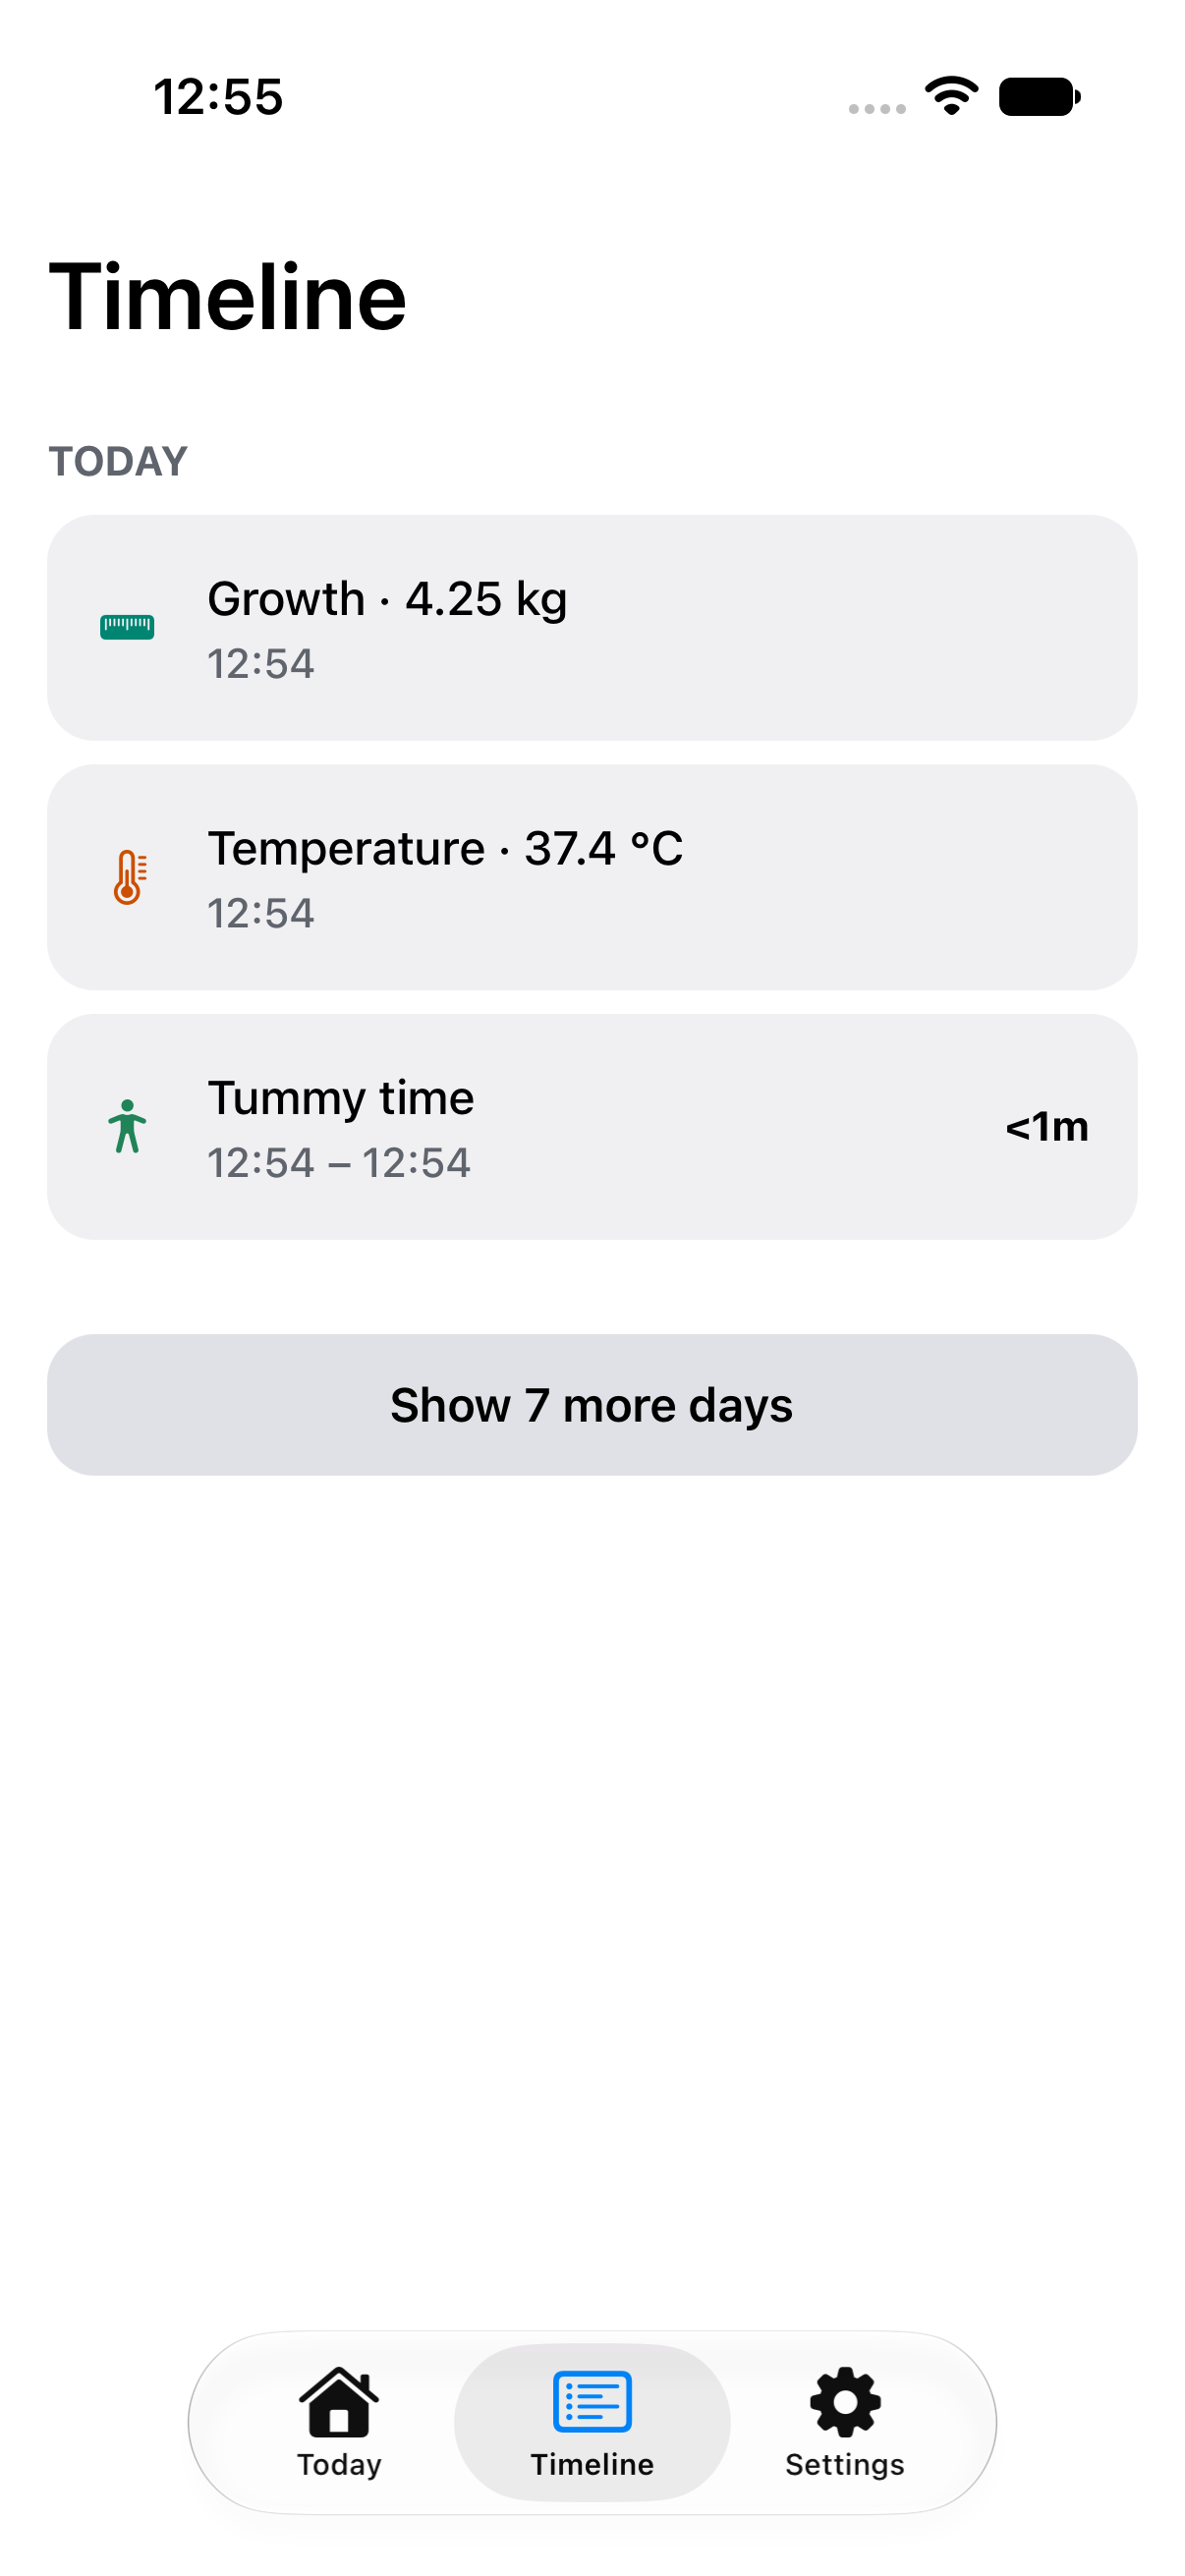 12:55
Timeline
TODAY
Growth · 4.25 kg
12:54
Temperature · 37.4 °C
12:54
Tummy time
12:54 – 12:54
<1m
Show 7 more days
Today
Timeline
Settings